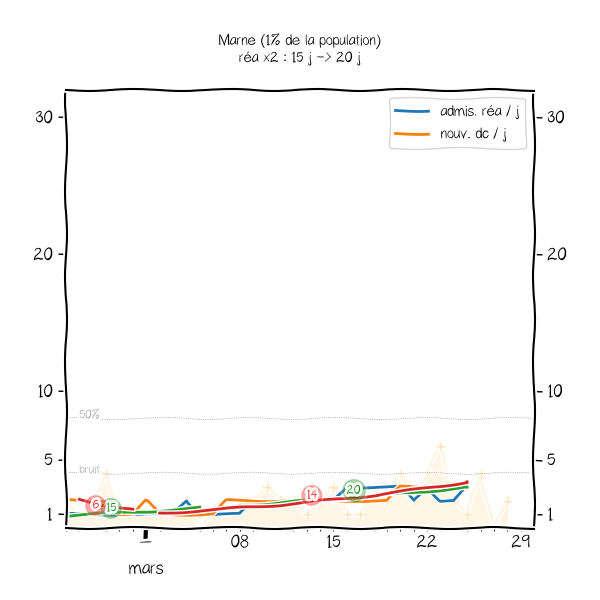 Marne (1% de la population)
réa x2 : 15 j -> 20 j
admis. réa / j
nouv. dc / j
30 30
20 20
10 10
50%
5 5
bruit
6 15 14 20
1 1
1 08 15 22 29
mars